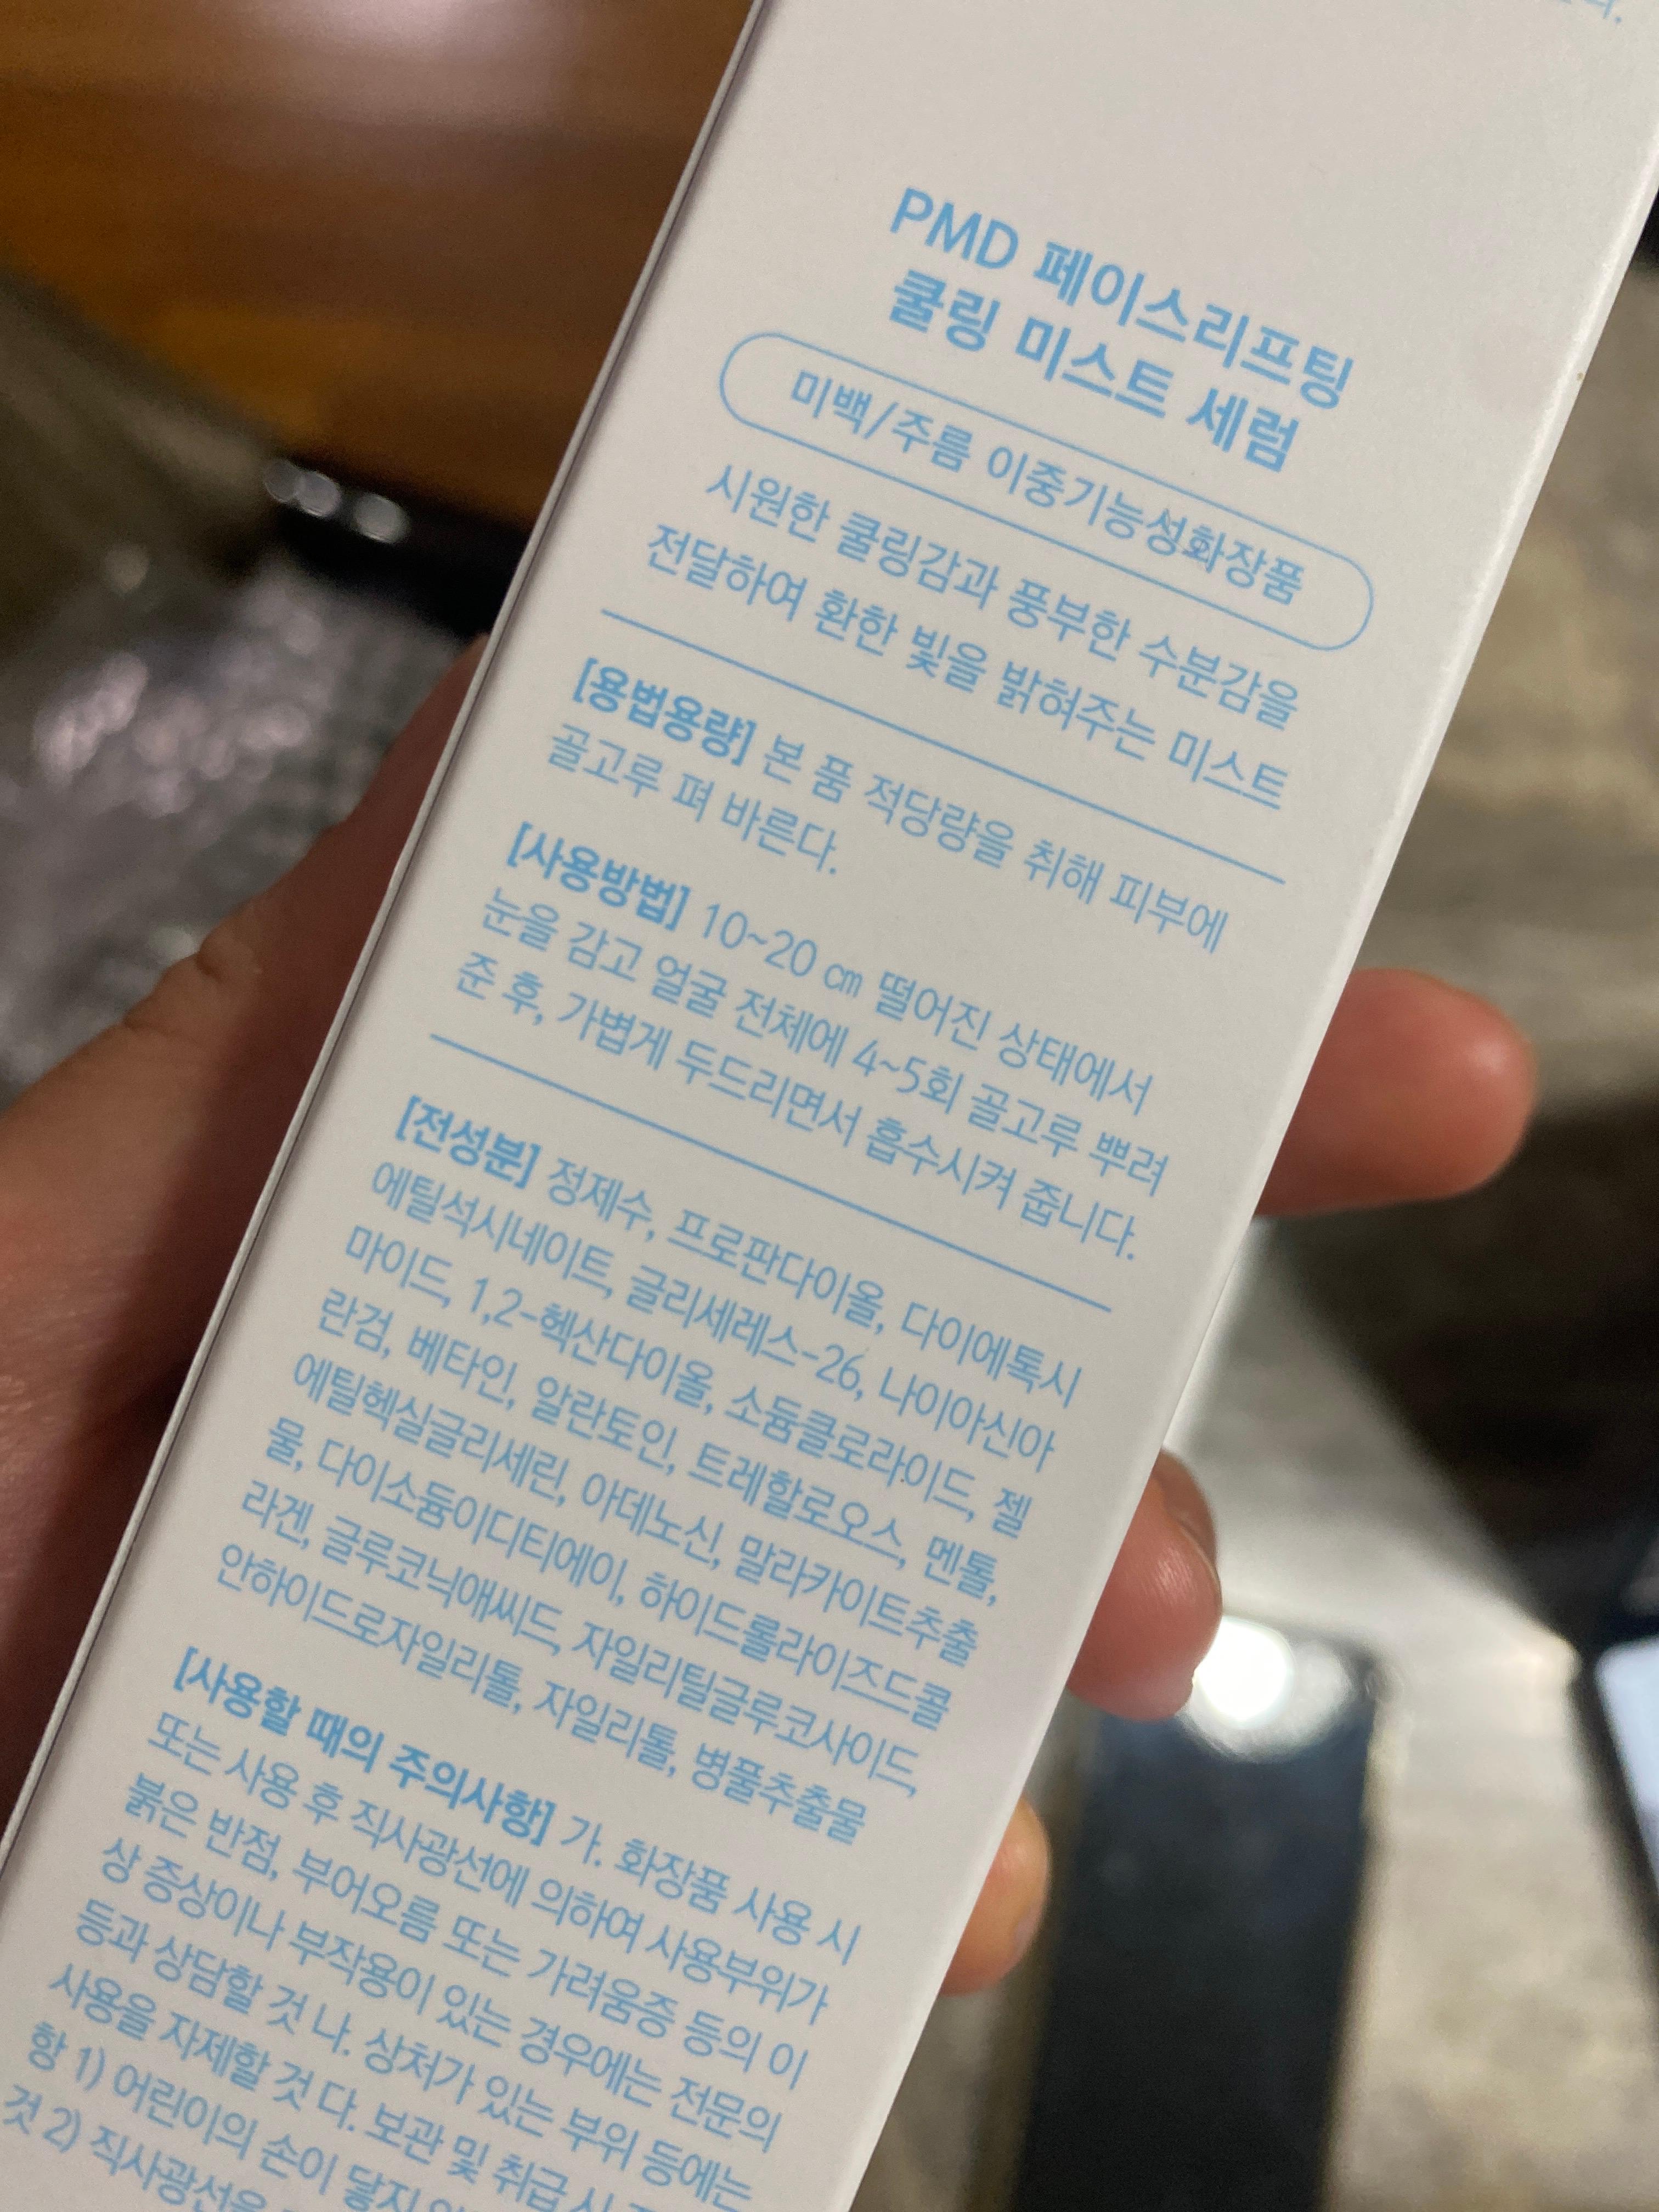 PMD 페이스리프팅
쿨링 미스트 세럼
미백/주름 이중기능성화장품
시원한 쿨링감과 풍부한 수분감을
전달하여 환한 빛을 밝혀주는 미스트
[용법용량] 본 품 적당량을 취해 피부에
골고루 펴 바른다.
[사용방법] 10~20 ㎝ 떨어진 상태에서
눈을 감고 얼굴 전체에 4~5회 골고루 뿌려
준 후, 가볍게 두드리면서 흡수시켜 줍니다.
[전성분] 정제수, 프로판다이올, 다이에톡시
에틸석시네이트, 글리세레스-26, 나이아신아
마이드, 1,2-헥산다이올, 소듐클로라이드, 젤
란검, 베타인, 알란토인, 트레할로오스, 멘톨,
에틸헥실글리세린, 아데노신, 말라카이트추출
물, 다이소듐이디티에이, 하이드롤라이즈드콜
라겐, 글루코닉애씨드, 자일리틸글루코사이드,
안하이드로자일리톨, 자일리톨, 병풀추출물
[사용할 때의 주의사항] 가. 화장품 사용 시
또는 사용 후 직사광선에 의하여 사용부위가
붉은 반점, 부어오름 또는 가려움증 등의 이
상 증상이나 부작용이 있는 경우에는 전문의
등과 상담할 것 나. 상처가 있는 부위 등에는
사용을 자제할 것 다. 보관 및 취급 시
항 1) 어린이의 손이 닿지
것 2) 직사광선을